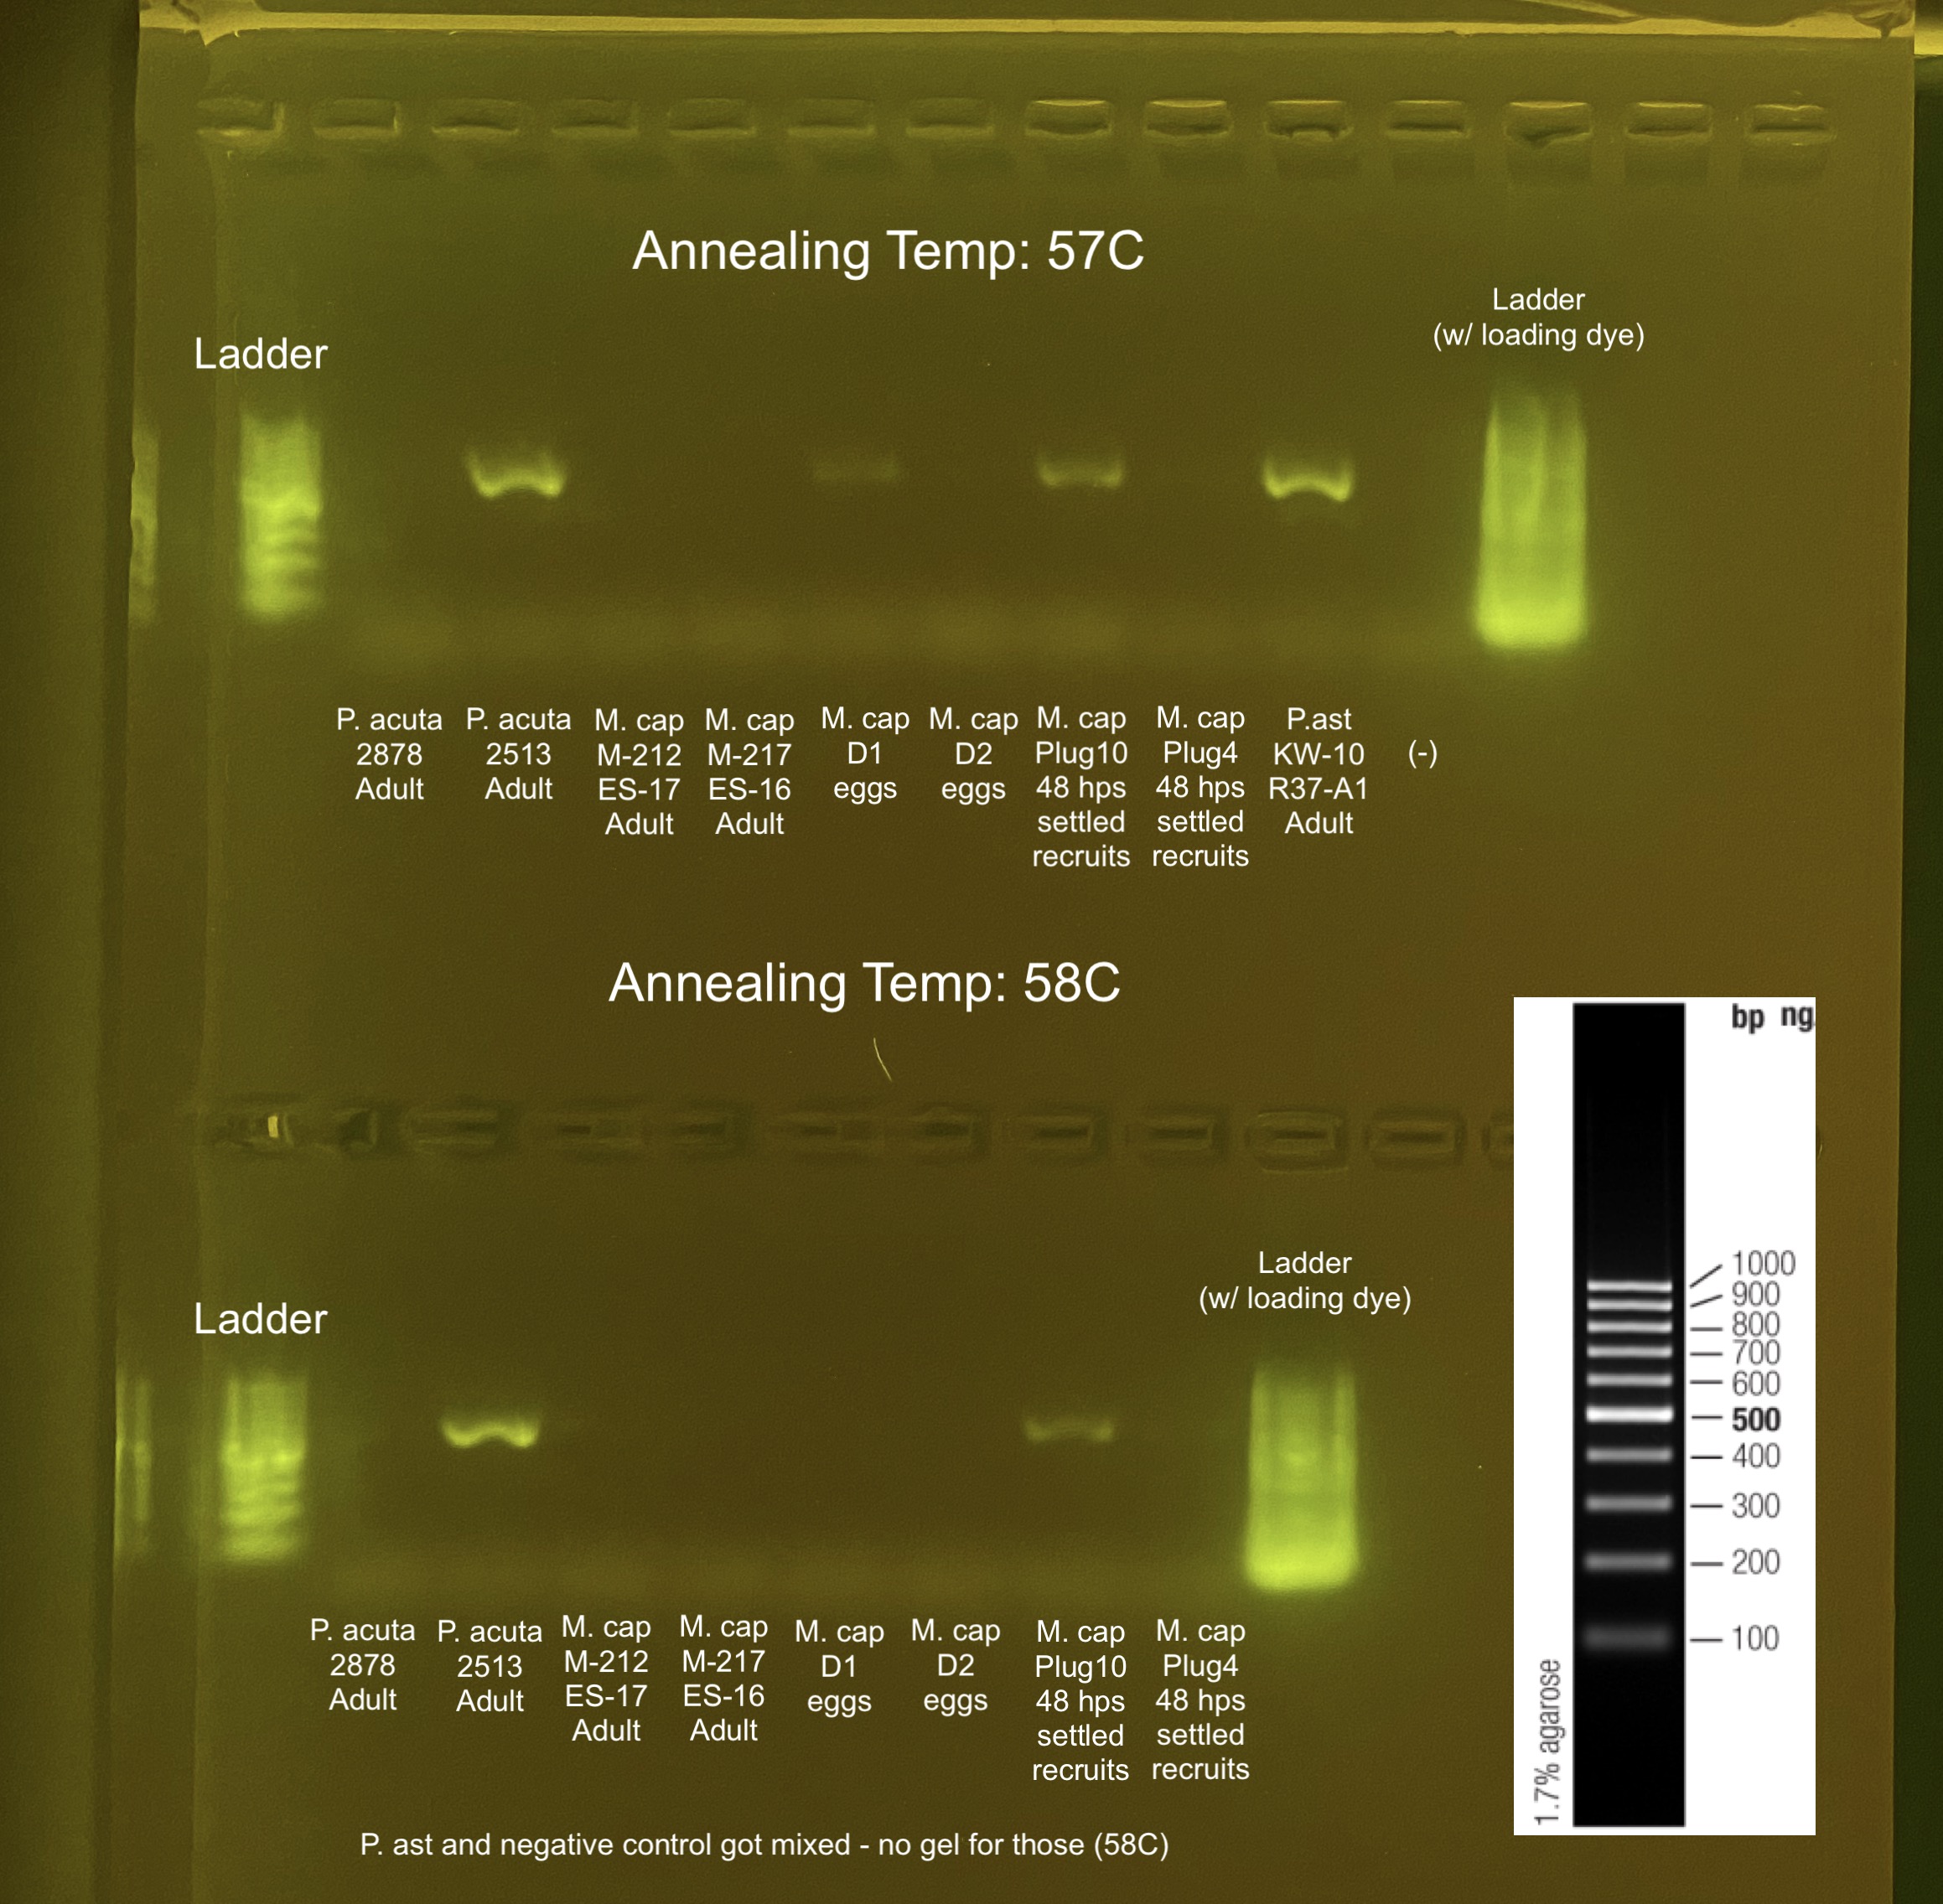 Annealing Temp: 57C
Ladder
(w/ loading dye)
Ladder
P. acuta
2878
Adult
P. acuta
2513
Adult
M. cap
M-212
ES-17
Adult
M. cap
M-217
ES-16
Adult
M. cap
D1
eggs
M. cap
D2
eggs
M. cap
Plug10
48 hps
settled
recruits
M. cap
Plug4
48 hps
settled
recruits
P.ast
KW-10
R37-A1
Adult
(-)
Annealing Temp: 58C
Ladder
(w/ loading dye)
Ladder
P. acuta
2878
Adult
P. acuta
2513
Adult
M. cap
M-212
ES-17
Adult
M. cap
M-217
ES-16
Adult
M. cap
D1
eggs
M. cap
D2
eggs
M. cap
Plug10
48 hps
settled
recruits
M. cap
Plug4
48 hps
settled
recruits
P. ast and negative control got mixed - no gel for those (58C)
bp ng
1000
900
800
700
600
500
400
300
200
100
1.7% agarose